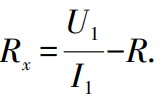 Rₓ = U₁/I₁ − R.